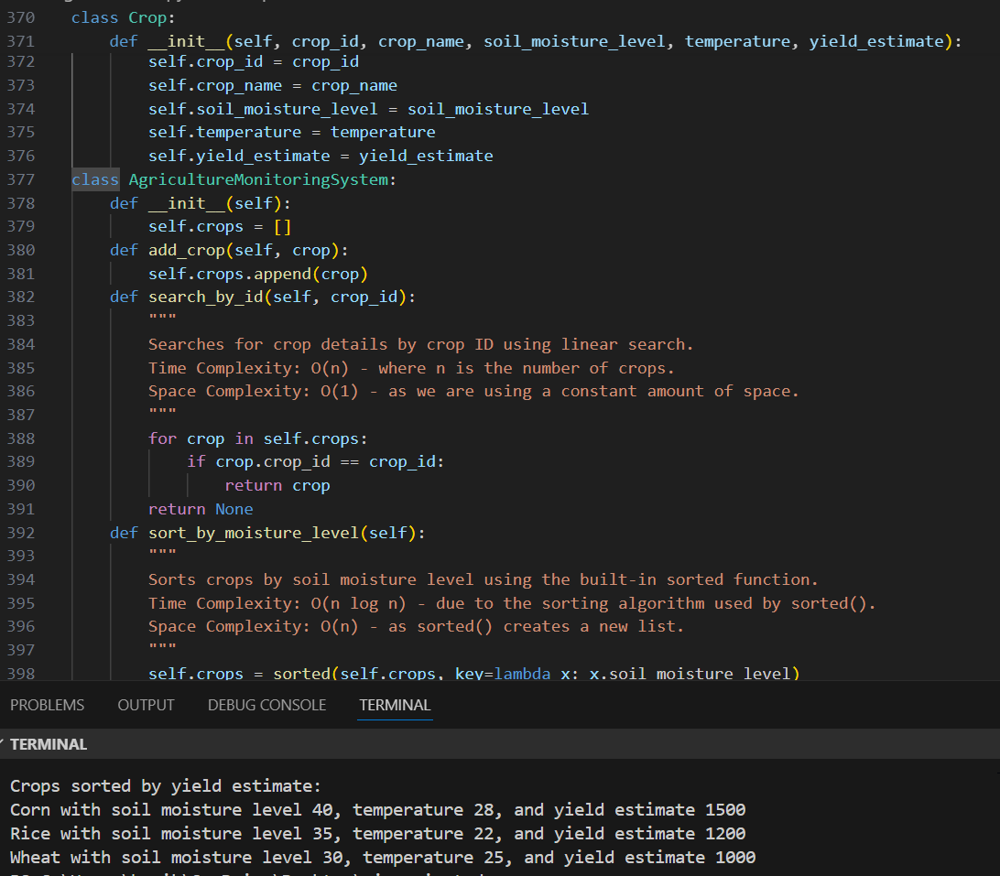 370 class Crop:
371 def __init__(self, crop_id, crop_name, soil_moisture_level, temperature, yield_estimate):
372 self.crop_id = crop_id
373 self.crop_name = crop_name
374 self.soil_moisture_level = soil_moisture_level
375 self.temperature = temperature
376 self.yield_estimate = yield_estimate
377 class AgricultureMonitoringSystem:
378 def __init__(self):
379 self.crops = []
380 def add_crop(self, crop):
381 self.crops.append(crop)
382 def search_by_id(self, crop_id):
383 """
384 Searches for crop details by crop ID using linear search.
385 Time Complexity: O(n) - where n is the number of crops.
386 Space Complexity: O(1) - as we are using a constant amount of space.
387 """
388 for crop in self.crops:
389 if crop.crop_id == crop_id:
390 return crop
391 return None
392 def sort_by_moisture_level(self):
393 """
394 Sorts crops by soil moisture level using the built-in sorted function.
395 Time Complexity: O(n log n) - due to the sorting algorithm used by sorted().
396 Space Complexity: O(n) - as sorted() creates a new list.
397 """
398 self.crops = sorted(self.crops, key=lambda x: x.soil_moisture_level)
PROBLEMS OUTPUT DEBUG CONSOLE TERMINAL
TERMINAL
Crops sorted by yield estimate:
Corn with soil moisture level 40, temperature 28, and yield estimate 1500
Rice with soil moisture level 35, temperature 22, and yield estimate 1200
Wheat with soil moisture level 30, temperature 25, and yield estimate 1000